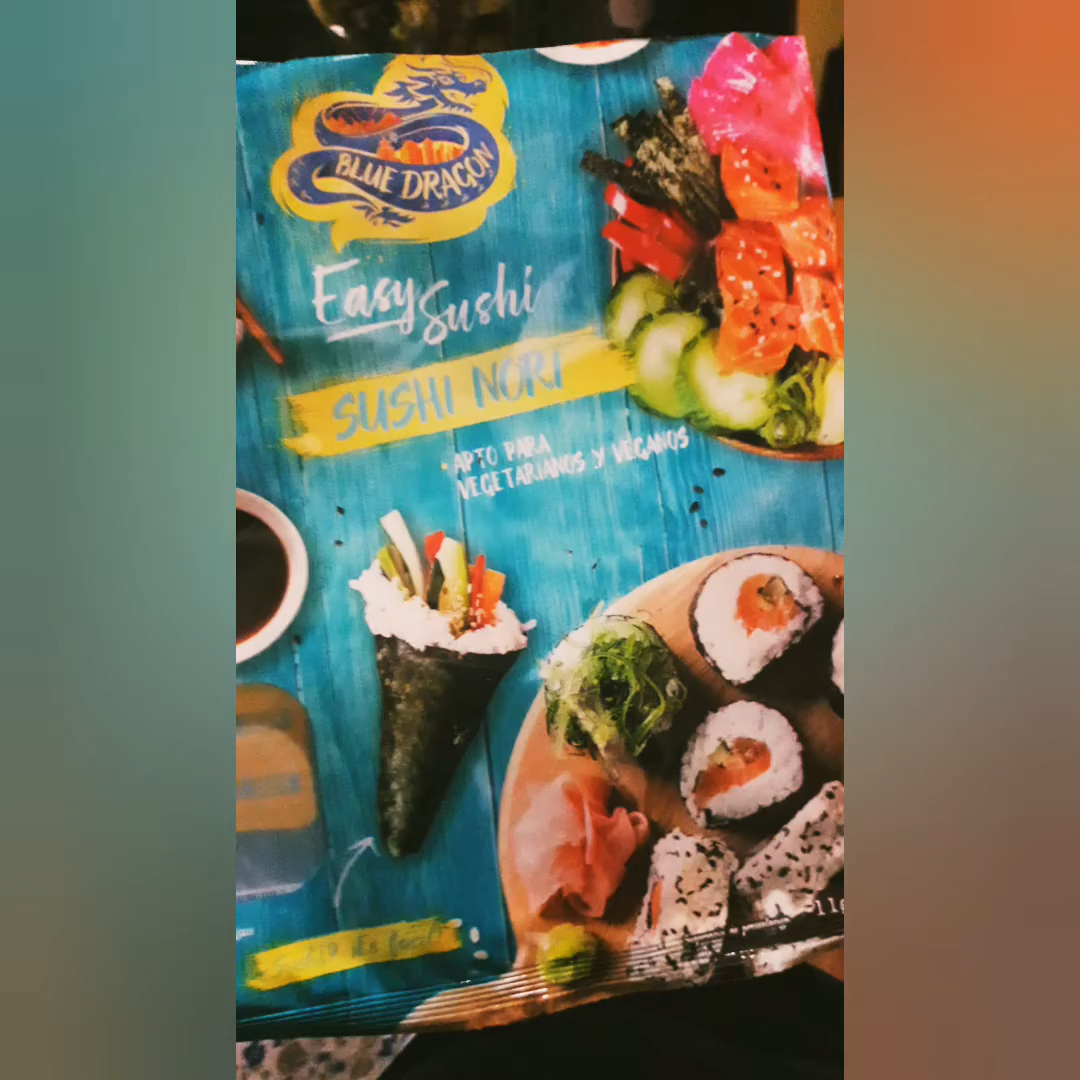 BLUE DRAGON
Easy Sushi
SUSHI NORI
• APTO PARA
VEGETARIANOS Y VEGANOS